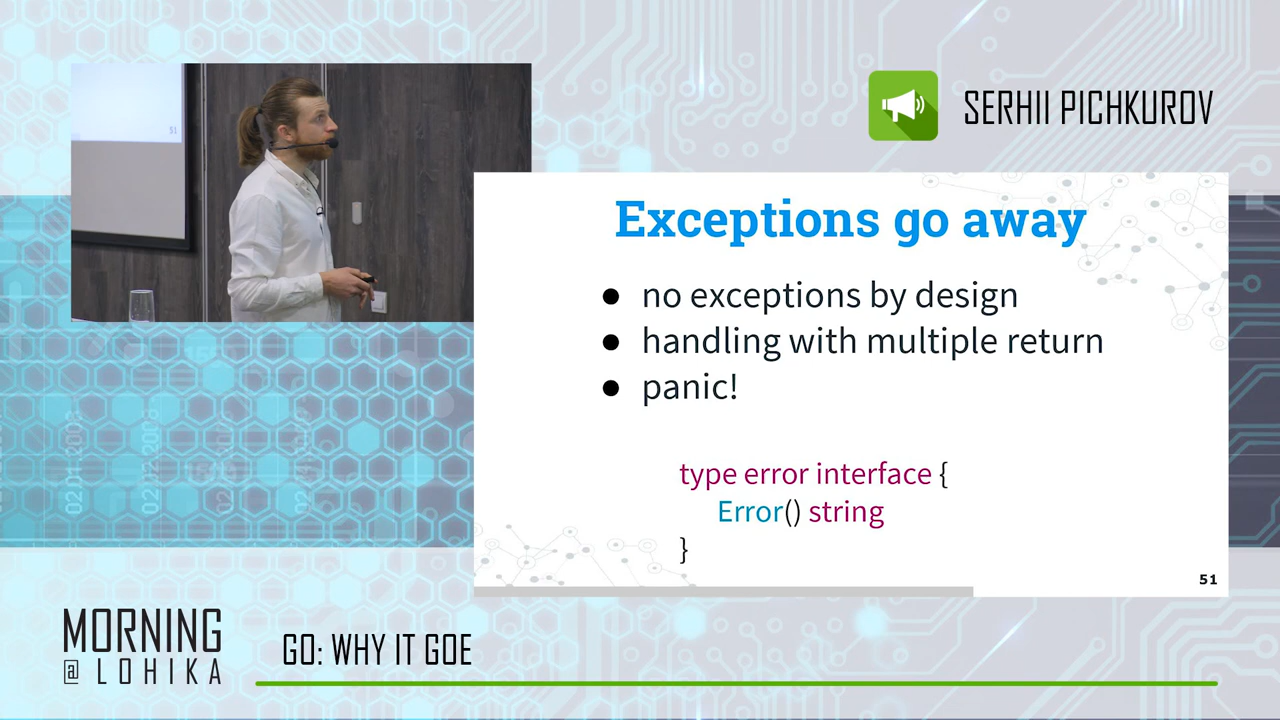 SERHII PICHKUROV
51
Exceptions go away
● no exceptions by design
● handling with multiple return
● panic!
type error interface {
Error() string
}
51
MORNING
@ LOHIKA
GO: WHY IT GOE